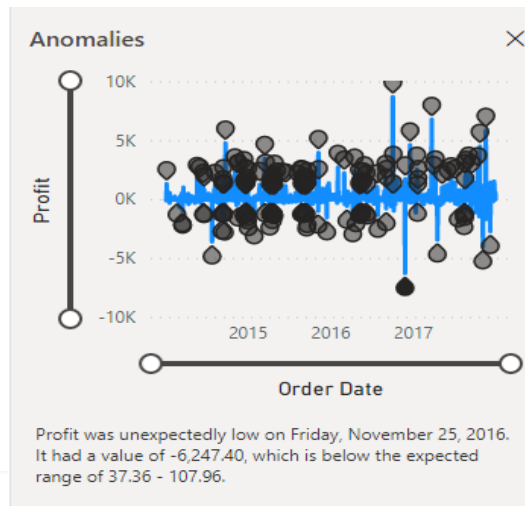 Anomalies
10K
5K
0K
-5K
-10K
Profit
2015 2016 2017
Order Date
Profit was unexpectedly low on Friday, November 25, 2016.
It had a value of -6,247.40, which is below the expected
range of 37.36 - 107.96.